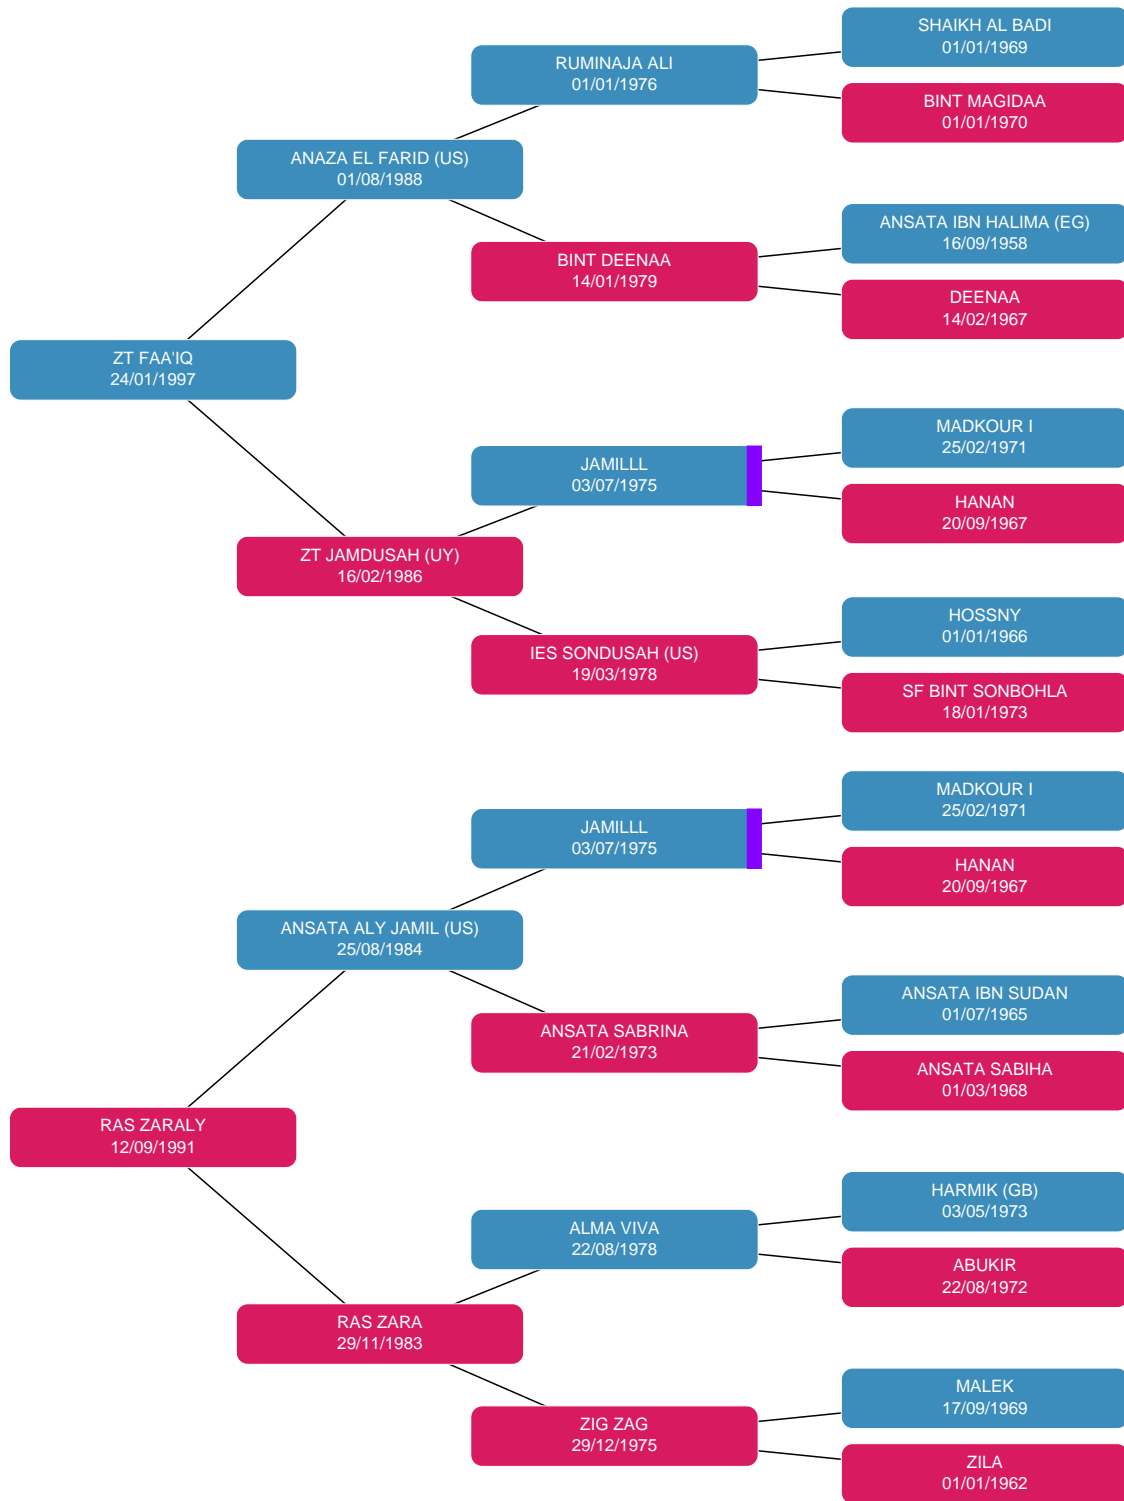 SHAIKH AL BADI
01/01/1969
RUMINAJA ALI
01/01/1976
BINT MAGIDAA
01/01/1970
ANAZA EL FARID (US)
01/08/1988
ANSATA IBN HALIMA (EG)
16/09/1958
BINT DEENAA
14/01/1979
DEENAA
14/02/1967
ZT FAA'IQ
24/01/1997
MADKOUR I
25/02/1971
JAMILLL
03/07/1975
HANAN
20/09/1967
ZT JAMDUSAH (UY)
16/02/1986
HOSSNY
01/01/1966
IES SONDUSAH (US)
19/03/1978
SF BINT SONBOHLA
18/01/1973
MADKOUR I
25/02/1971
JAMILLL
03/07/1975
HANAN
20/09/1967
ANSATA ALY JAMIL (US)
25/08/1984
ANSATA IBN SUDAN
01/07/1965
ANSATA SABRINA
21/02/1973
ANSATA SABIHA
01/03/1968
RAS ZARALY
12/09/1991
HARMIK (GB)
03/05/1973
ALMA VIVA
22/08/1978
ABUKIR
22/08/1972
RAS ZARA
29/11/1983
MALEK
17/09/1969
ZIG ZAG
29/12/1975
ZILA
01/01/1962